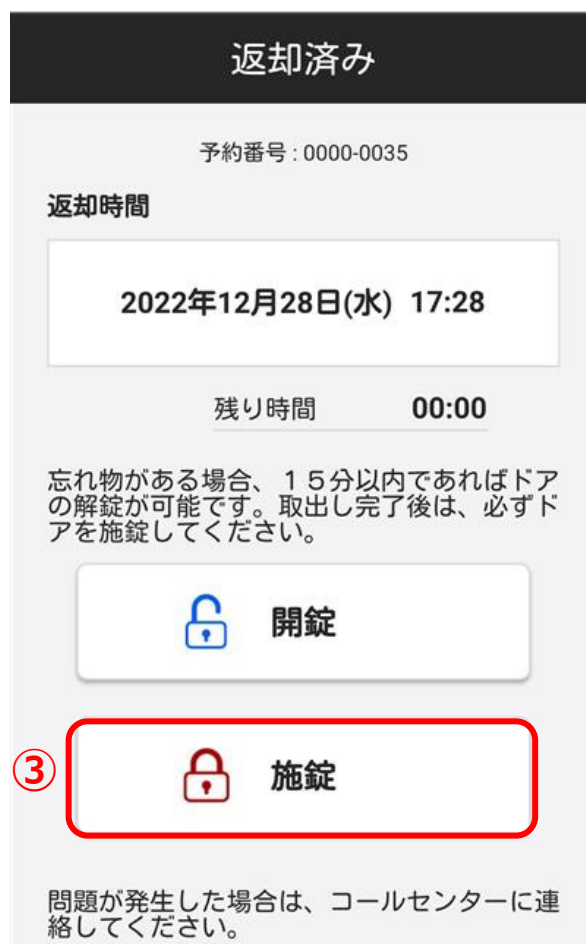 返却済み
予約番号 : 0000-0035
返却時間
2022年12月28日(水) 17:28
残り時間 00:00
忘れ物がある場合、１５分以内であればドア
の解錠が可能です。取出し完了後は、必ずド
アを施錠してください。
開錠
③ 施錠
問題が発生した場合は、コールセンターに連
絡してください。